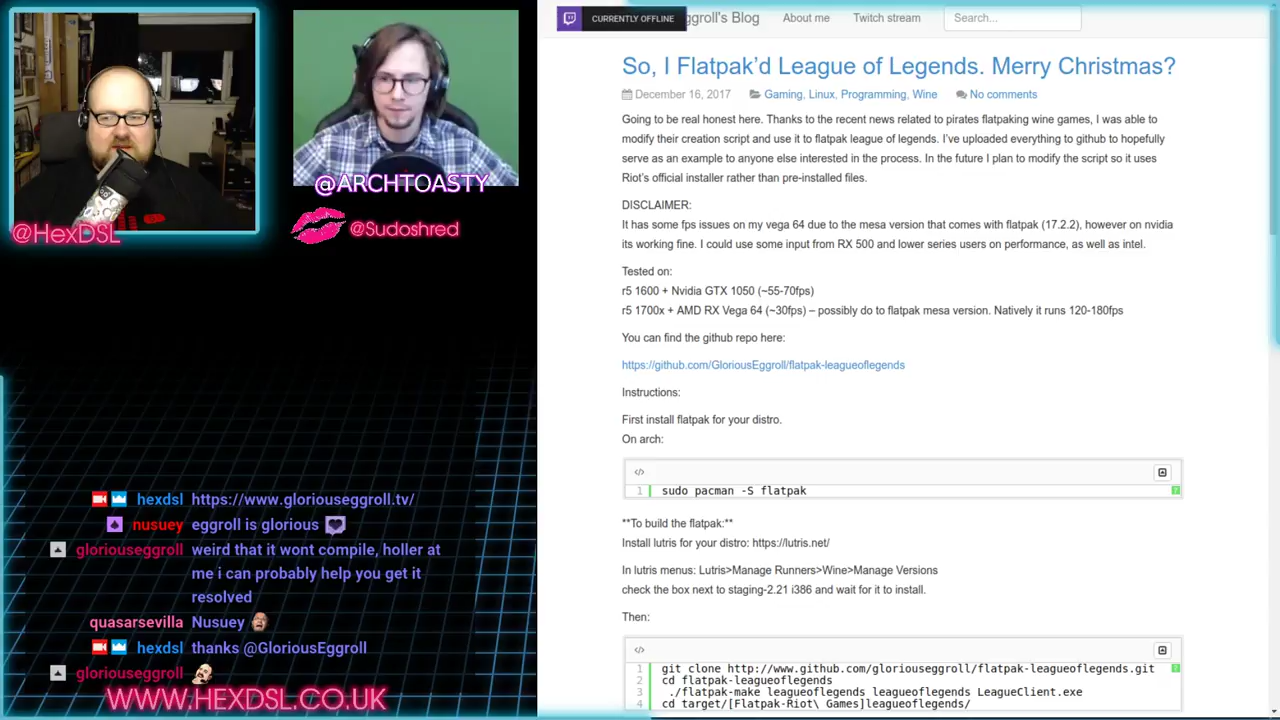 @HexDSL
@ARCHTOASTY
@Sudoshred
hexdsl https://www.gloriouseggroll.tv/
nusuey eggroll is glorious
gloriouseggroll weird that it wont compile, holler at
me i can probably help you get it
resolved
quasarsevilla Nusuey
hexdsl thanks @GloriousEggroll
gloriouseggroll
WWW.HEXDSL.CO.UK
CURRENTLY OFFLINE
ggroll's Blog
About me
Twitch stream
Search...
So, I Flatpak'd League of Legends. Merry Christmas?
December 16, 2017 Gaming, Linux, Programming, Wine No comments
Going to be real honest here. Thanks to the recent news related to pirates flatpaking wine games, I was able to
modify their creation script and use it to flatpak league of legends. I've uploaded everything to github to hopefully
serve as an example to anyone else interested in the process. In the future I plan to modify the script so it uses
Riot's official installer rather than pre-installed files.
DISCLAIMER:
It has some fps issues on my vega 64 due to the mesa version that comes with flatpak (17.2.2), however on nvidia
its working fine. I could use some input from RX 500 and lower series users on performance, as well as intel.
Tested on:
r5 1600 + Nvidia GTX 1050 (~55-70fps)
r5 1700x + AMD RX Vega 64 (~30fps) – possibly do to flatpak mesa version. Natively it runs 120-180fps
You can find the github repo here:
https://github.com/GloriousEggroll/flatpak-leagueoflegends
Instructions:
First install flatpak for your distro.
On arch:
</>
1 sudo pacman -S flatpak
**To build the flatpak:**
Install lutris for your distro: https://lutris.net/
In lutris menus: Lutris>Manage Runners>Wine>Manage Versions
check the box next to staging-2.21 i386 and wait for it to install.
Then:
</>
1 git clone http://www.github.com/gloriouseggroll/flatpak-leagueoflegends.git
2 cd flatpak-leagueoflegends
3 ./flatpak-make leagueoflegends leagueoflegends LeagueClient.exe
4 cd target/[Flatpak-Riot\ Games]leagueoflegends/